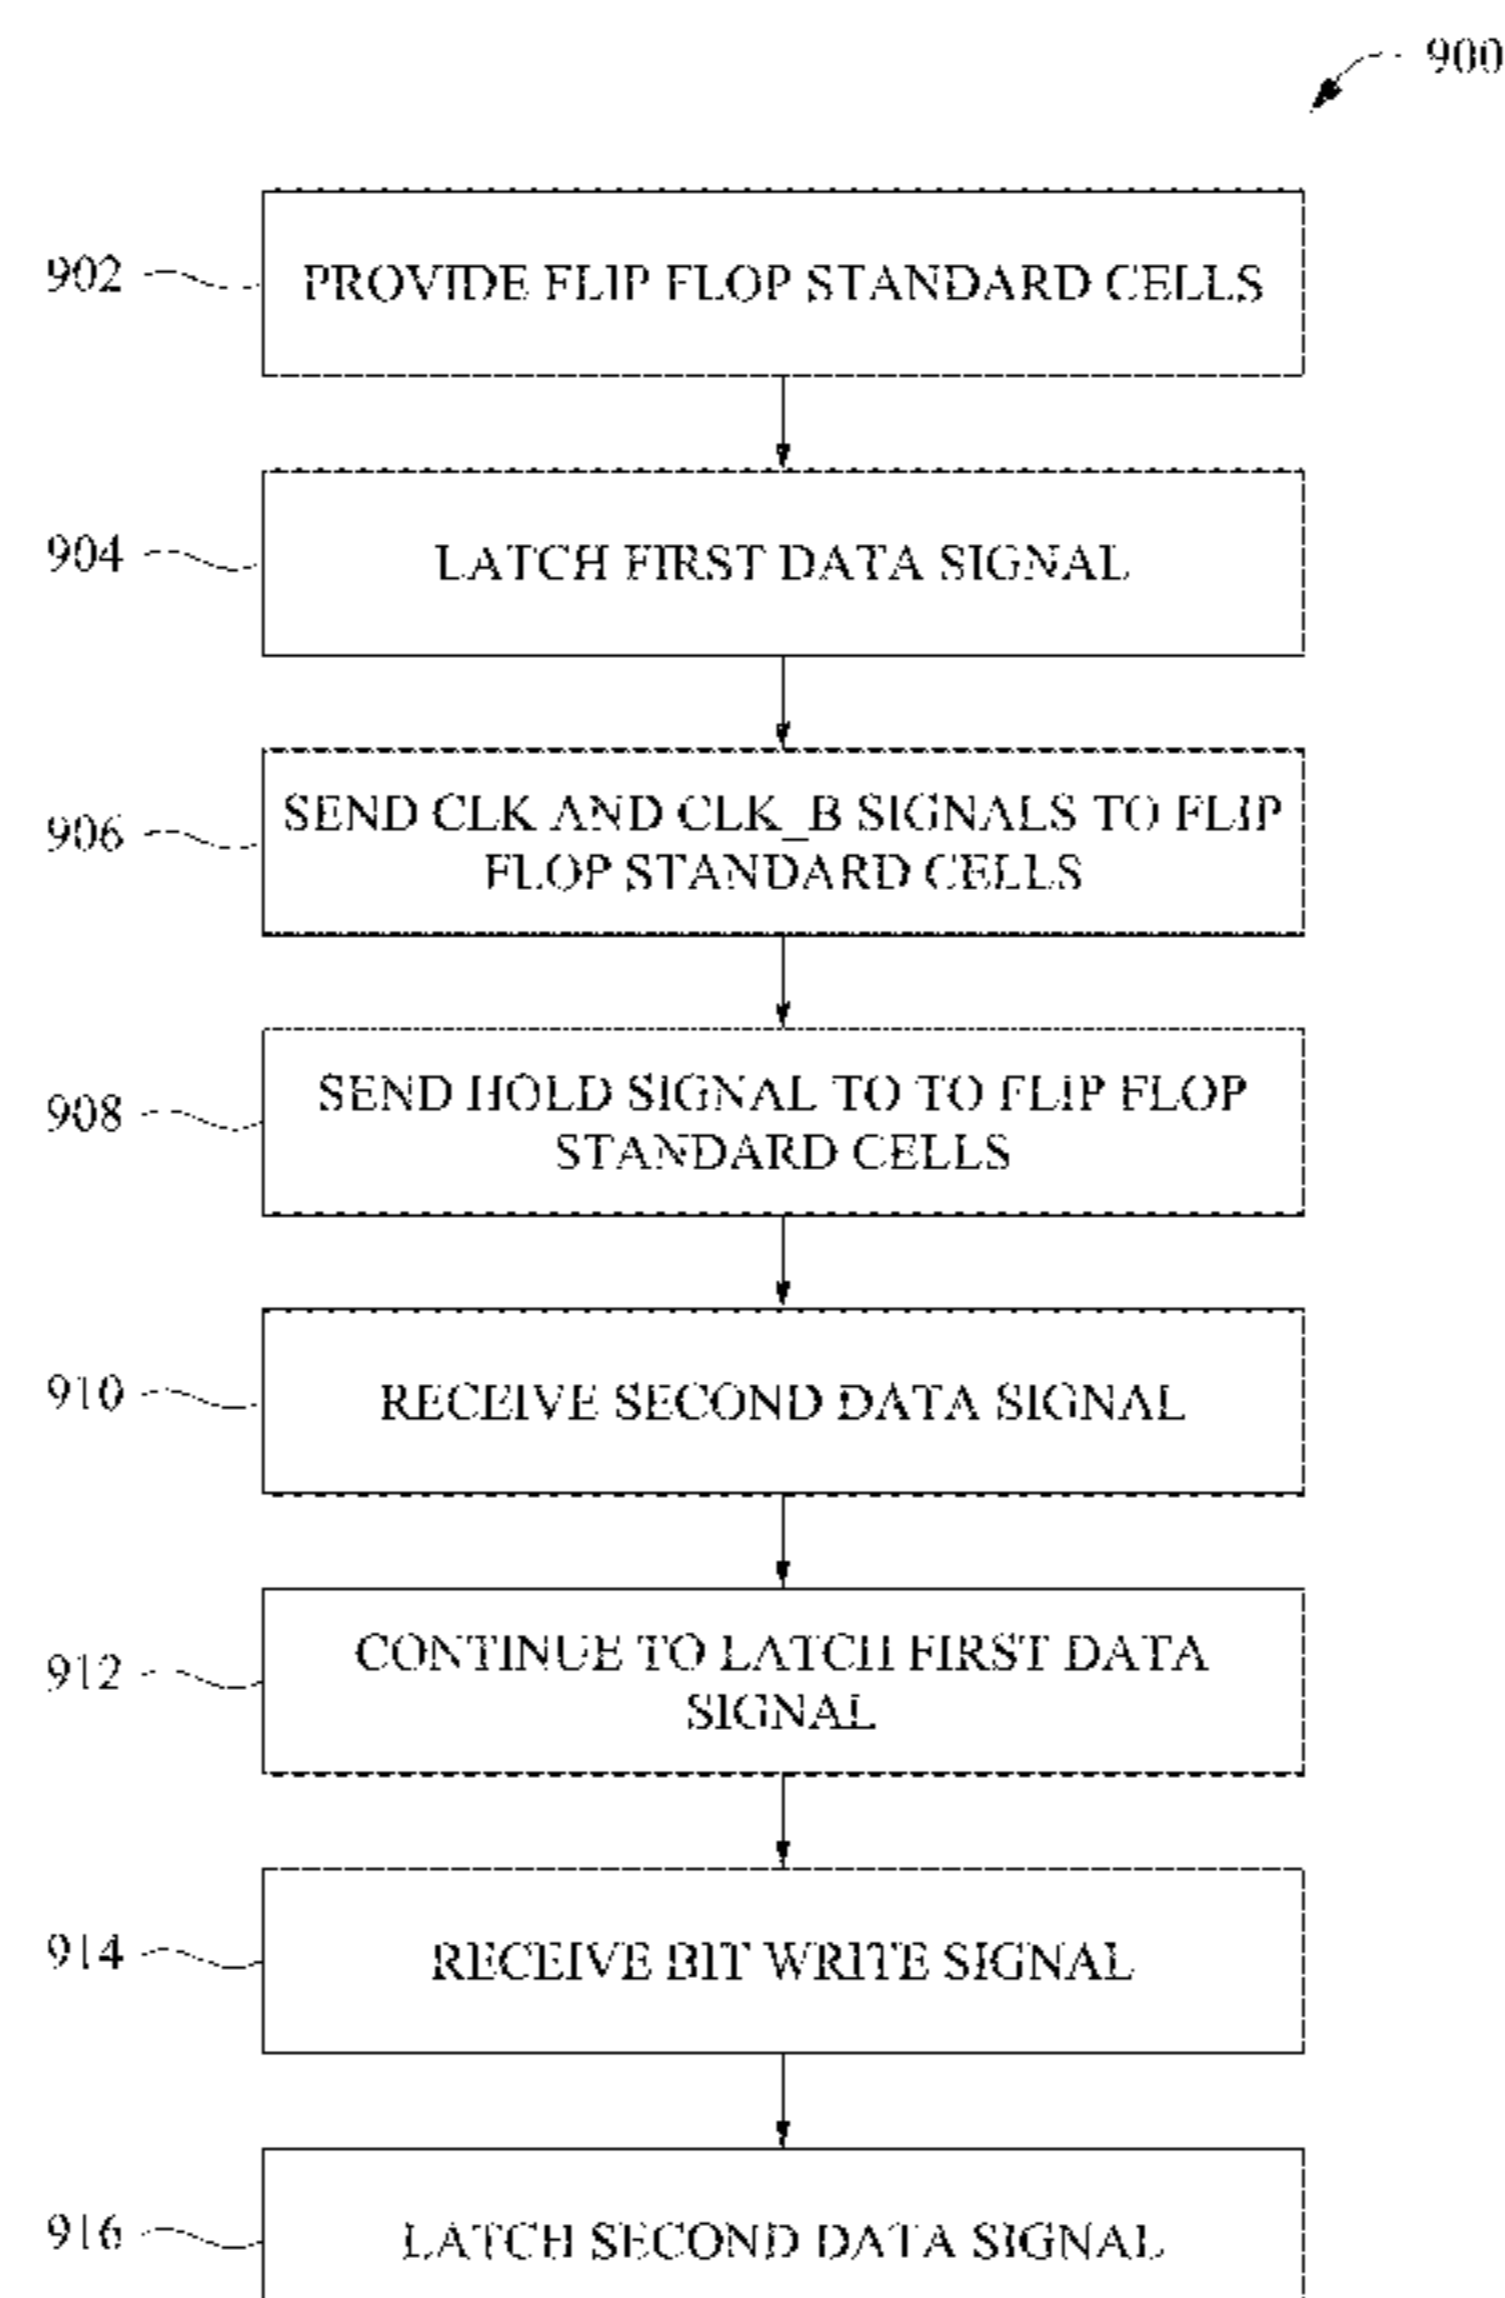 900
902
PROVIDE FLIP FLOP STANDARD CELLS
904
LATCH FIRST DATA SIGNAL
906
SEND CLK AND CLK_B SIGNALS TO FLIP
FLOP STANDARD CELLS
908
SEND HOLD SIGNAL TO TO FLIP FLOP
STANDARD CELLS
910
RECEIVE SECOND DATA SIGNAL
912
CONTINUE TO LATCH FIRST DATA
SIGNAL
914
RECEIVE BIT WRITE SIGNAL
916
LATCH SECOND DATA SIGNAL